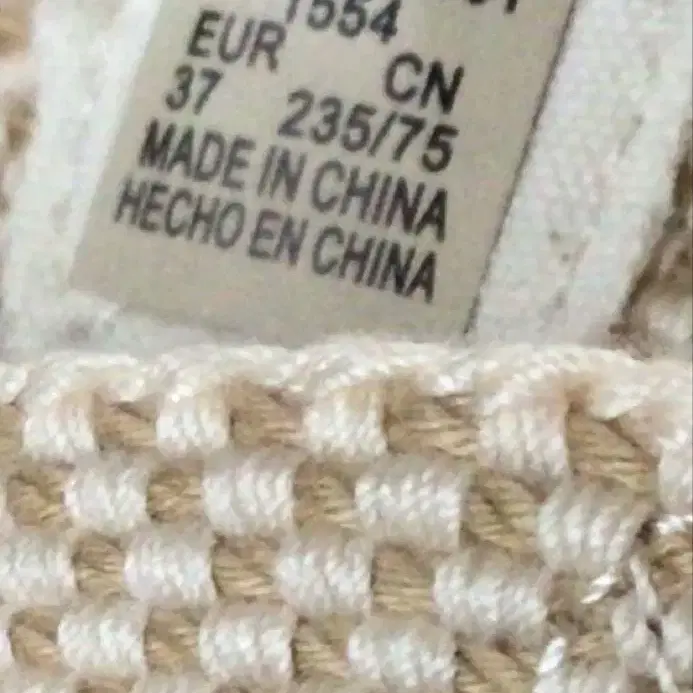 1554
EUR CN
37 235/75
MADE IN CHINA
HECHO EN CHINA